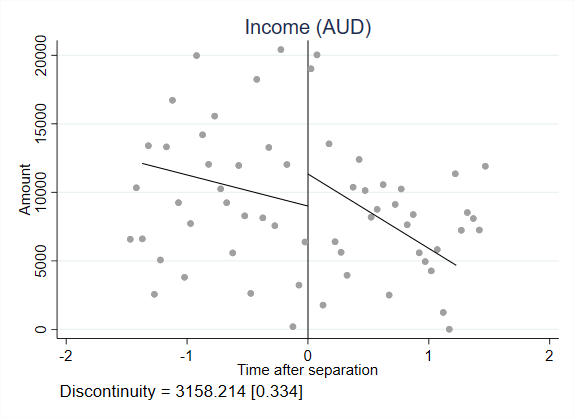 Income (AUD)
20000
15000
10000
5000
0
Amount
-2 -1 0 1 2
Time after separation
Discontinuity = 3158.214 [0.334]